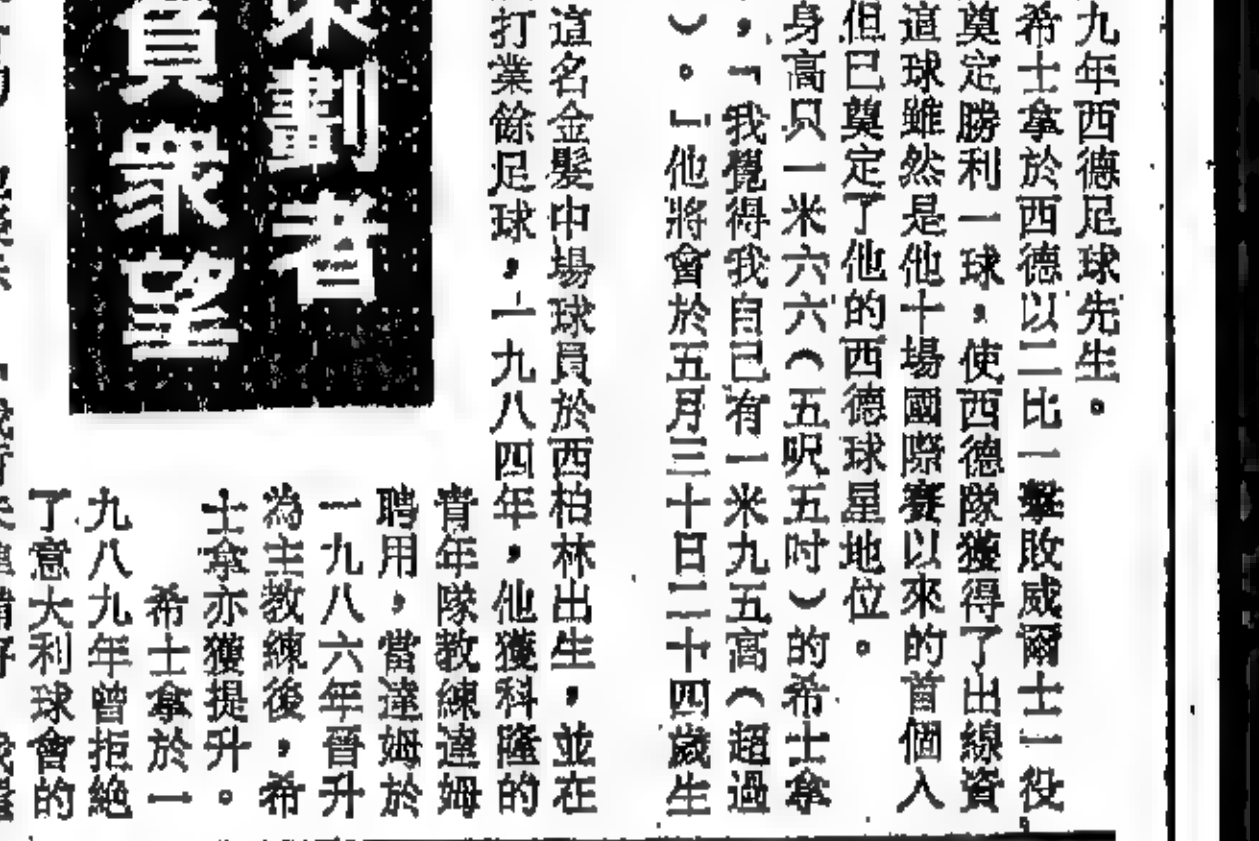 九年西德足球先生。
希士拿於西德以二比一擊敗威爾士一役
奠定勝利一球，使西德隊獲得了出線資
這球雖然是他十場國際賽以來的首個入
但已奠定了他的西德球星地位。
身高只一米六六（五呎五吋）的希士拿
，「我覺得我自己有一米九五高（超過
）。」他將會於五月三十日二十四歲生
道名金髮中場球員於西柏林出生，並在
打業餘足球，一九八四年，他獲科隆的
青年隊教練達姆
聘用，當達姆於
一九八六年晉升
為主教練後，希
士拿亦獲提升。
希士拿於一
九八九年曾拒絶
了意大利球會的
劃者
負衆望